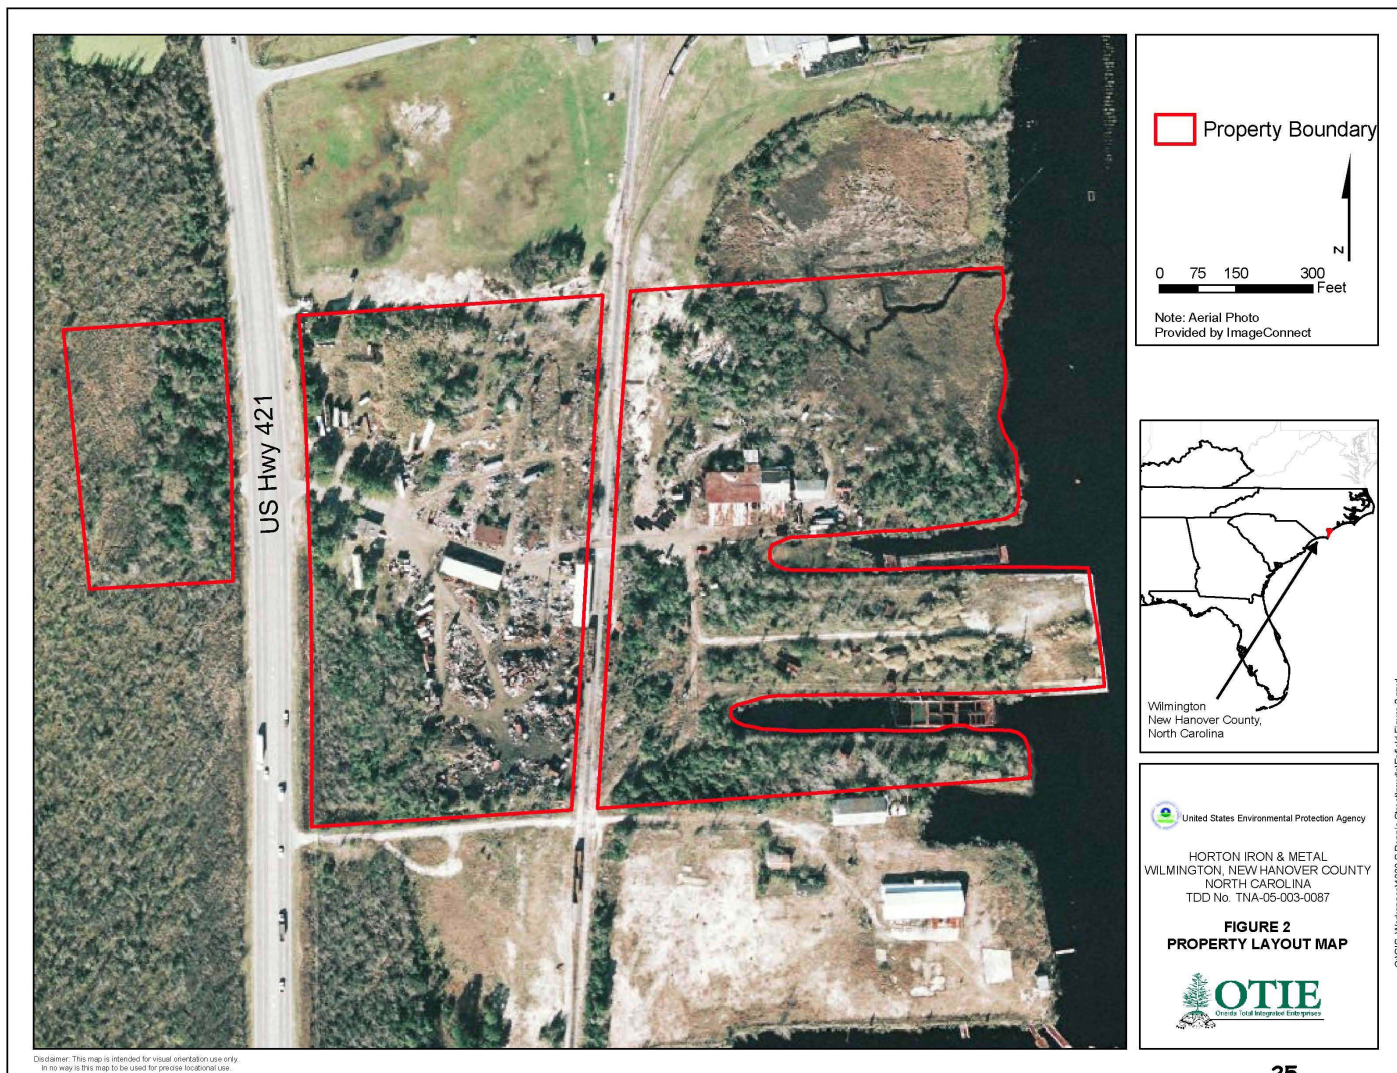 US Hwy 421
Property Boundary
N
0 75 150 300
Feet
Note: Aerial Photo
Provided by ImageConnect
Wilmington
New Hanover County,
North Carolina
United States Environmental Protection Agency
HORTON IRON & METAL
WILMINGTON, NEW HANOVER COUNTY
NORTH CAROLINA
TDD No. TNA-05-003-0087
FIGURE 2
PROPERTY LAYOUT MAP
OTIE
Oneida Total Integrated Enterprises
Disclaimer: This map is intended for visual orientation use only.
In no way is this map to be used for precise locational use.
25